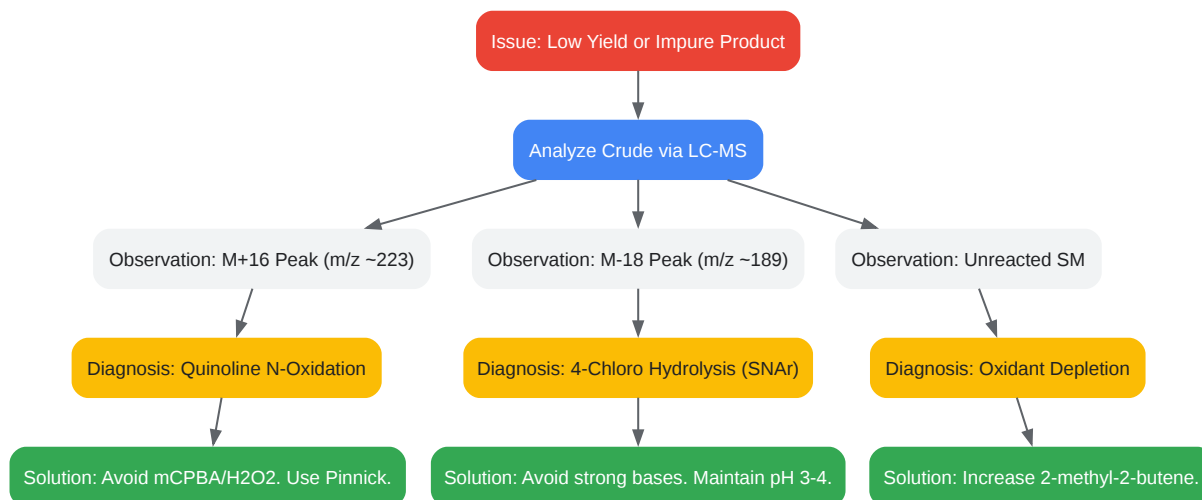 Issue: Low Yield or Impure Product
Analyze Crude via LC-MS
Observation: M+16 Peak (m/z ~223)
Observation: M-18 Peak (m/z ~189)
Observation: Unreacted SM
Diagnosis: Quinoline N-Oxidation
Diagnosis: 4-Chloro Hydrolysis (SNAr)
Diagnosis: Oxidant Depletion
Solution: Avoid mCPBA/H2O2. Use Pinnick.
Solution: Avoid strong bases. Maintain pH 3-4.
Solution: Increase 2-methyl-2-butene.